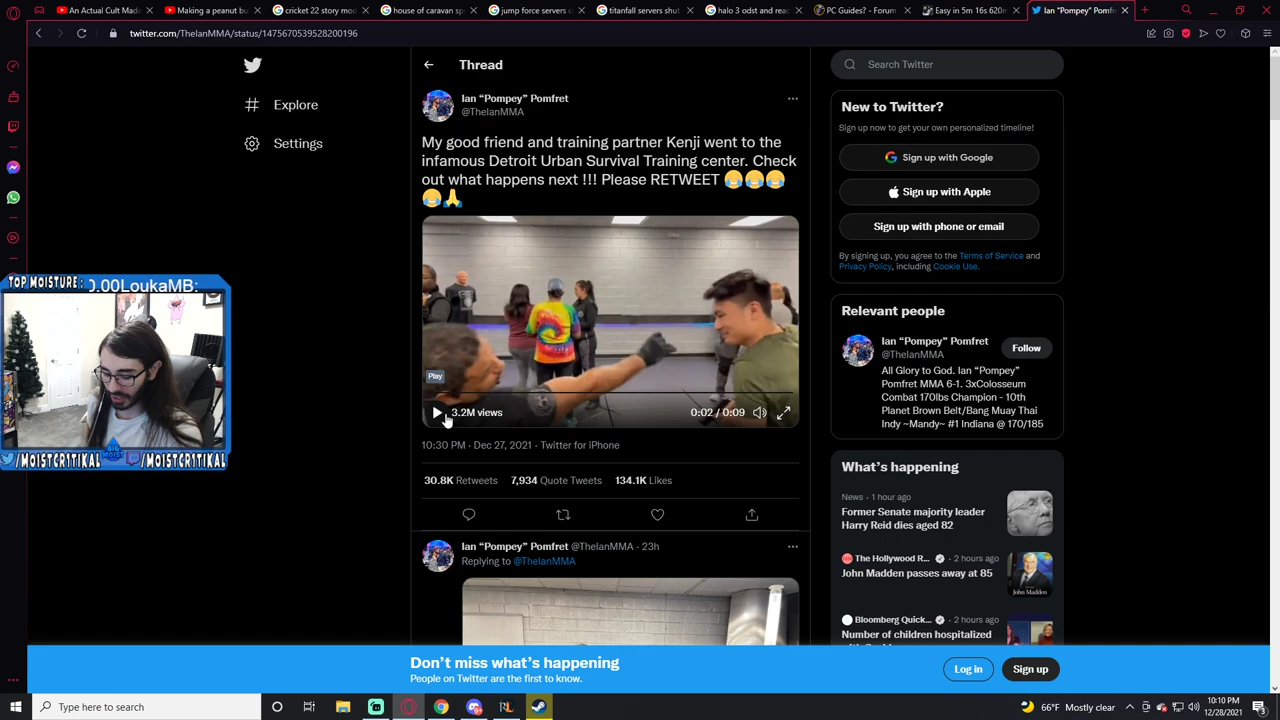 An Actual Cult Mad
Making a peanut bu
cricket 22 story mod
house of caravan sp
jump force servers c
titanfall servers shut
halo 3 odst and reac
PC Guides? - Forum
Easy in 5m 16s 620m
Ian "Pompey" Pomfr
twitter.com/TheIanMMA/status/1475670539528200196
Thread
Search Twitter
Explore
Settings
Ian “Pompey” Pomfret
@TheIanMMA
My good friend and training partner Kenji went to the
infamous Detroit Urban Survival Training center. Check
out what happens next !!! Please RETWEET 😂😂😂
😂🙏
Play
3.2M views
0:02 / 0:09
10:30 PM · Dec 27, 2021 · Twitter for iPhone
30.8K Retweets
7,934 Quote Tweets
134.1K Likes
Ian “Pompey” Pomfret @TheIanMMA · 23h
Replying to @TheIanMMA
New to Twitter?
Sign up now to get your own personalized timeline!
Sign up with Google
Sign up with Apple
Sign up with phone or email
By signing up, you agree to the Terms of Service and
Privacy Policy, including Cookie Use.
Relevant people
Ian “Pompey” Pomfret
@TheIanMMA
Follow
All Glory to God. Ian “Pompey”
Pomfret MMA 6-1. 3xColosseum
Combat 170lbs Champion - 10th
Planet Brown Belt/Bang Muay Thai
Indy ~Mandy~ #1 Indiana @ 170/185
What’s happening
News · 1 hour ago
Former Senate majority leader
Harry Reid dies aged 82
The Hollywood R... · 2 hours ago
John Madden passes away at 85
John Madden
Bloomberg Quick... · 2 hours ago
Number of children hospitalized
TOP MOISTURE :
0.00LoukaMB:
BIG MOIST
/MOISTCR1TIKAL
/MOISTCR1TIKAL
Don’t miss what’s happening
People on Twitter are the first to know.
Log in
Sign up
Type here to search
66°F Mostly clear
10:10 PM
12/28/2021